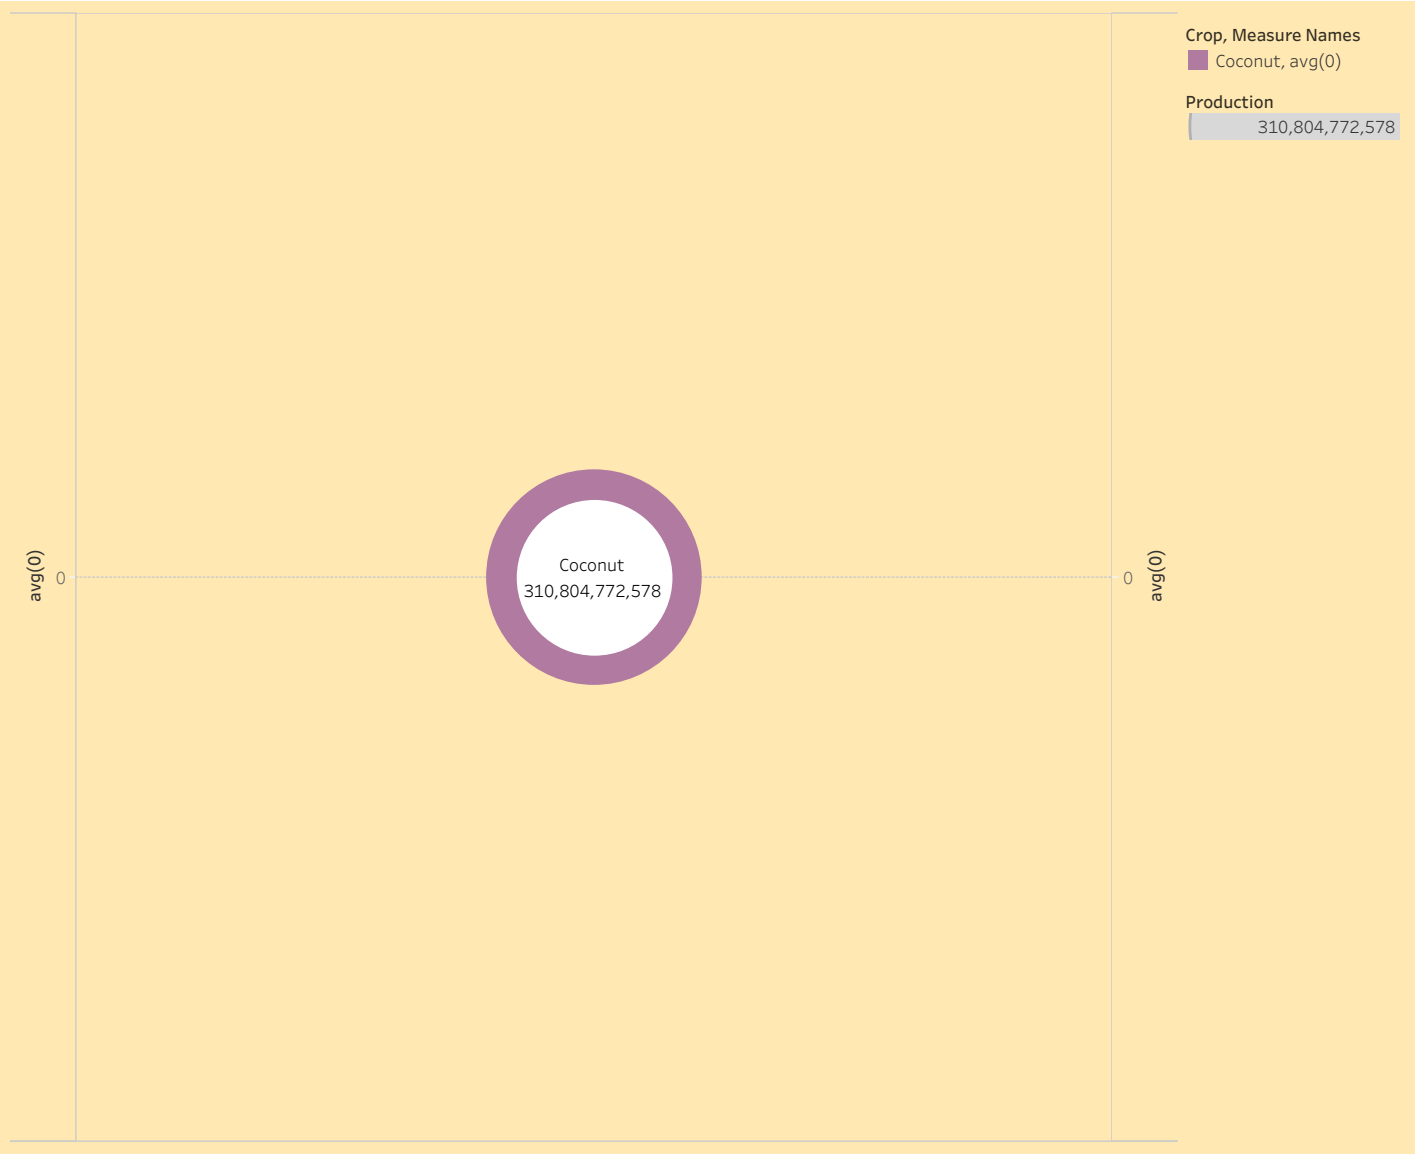 Crop, Measure Names
Coconut, avg(0)
Production
310,804,772,578
Coconut
310,804,772,578
avg(0)
0
0
avg(0)